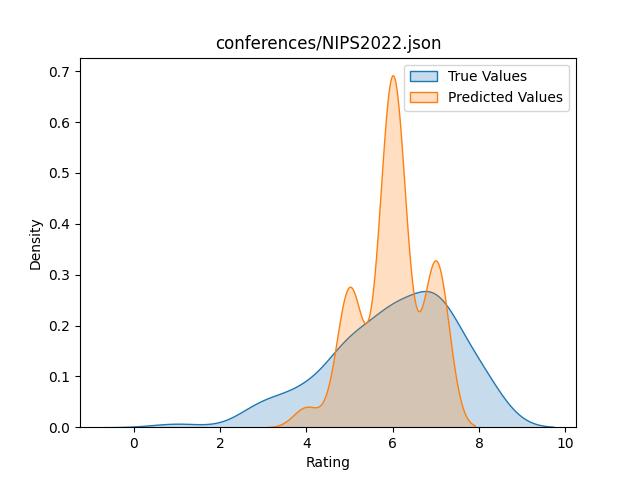 conferences/NIPS2022.json
True Values
Predicted Values
0.7
0.6
0.5
0.4
0.3
0.2
0.1
0.0
Density
0 2 4 6 8 10
Rating